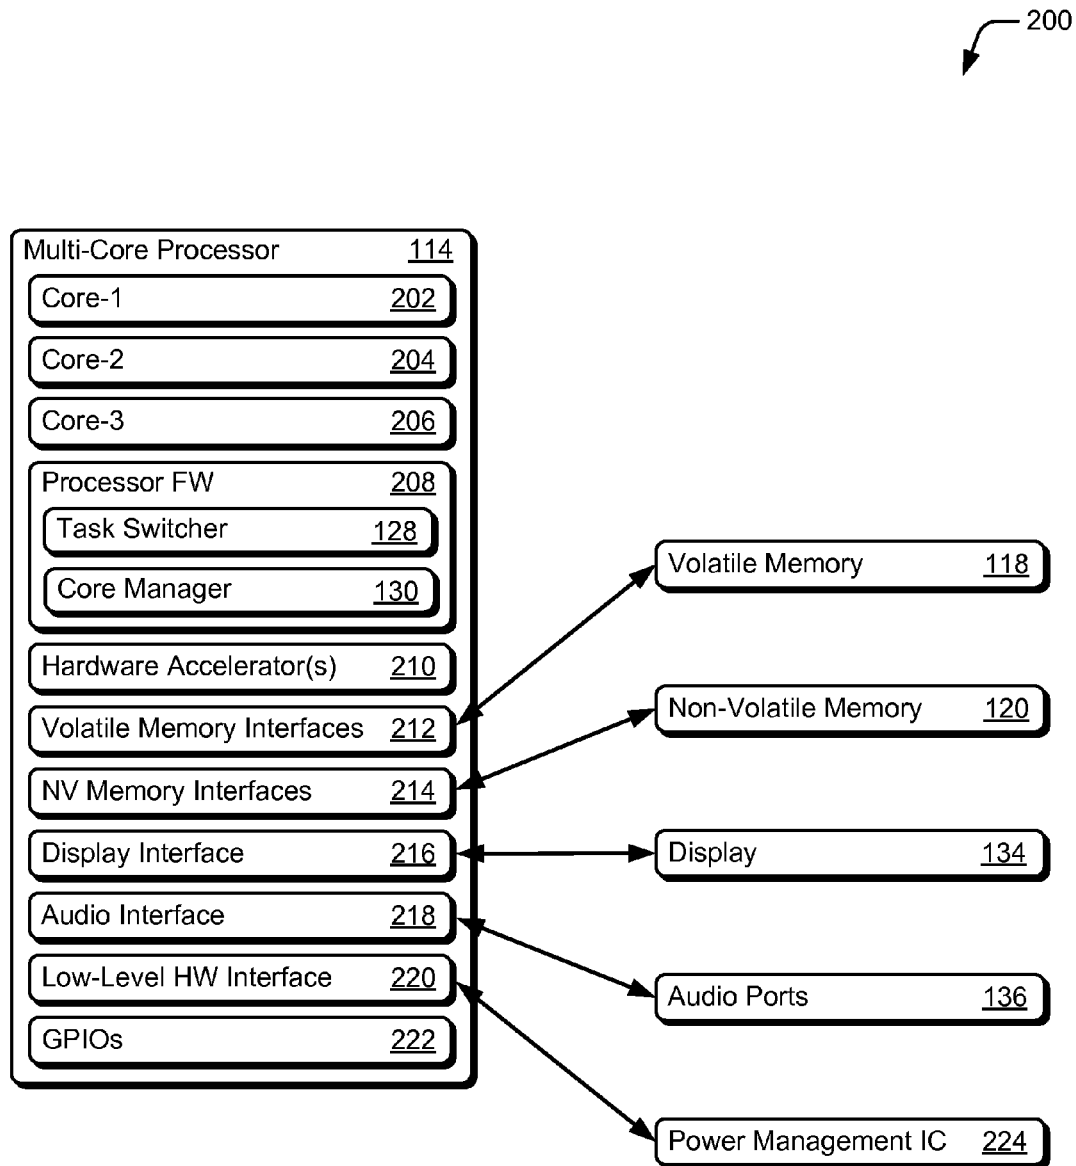 200
Multi-Core Processor 114
Core-1 202
Core-2 204
Core-3 206
Processor FW 208
Task Switcher 128
Core Manager 130
Hardware Accelerator(s) 210
Volatile Memory Interfaces 212
NV Memory Interfaces 214
Display Interface 216
Audio Interface 218
Low-Level HW Interface 220
GPIOs 222
Volatile Memory 118
Non-Volatile Memory 120
Display 134
Audio Ports 136
Power Management IC 224